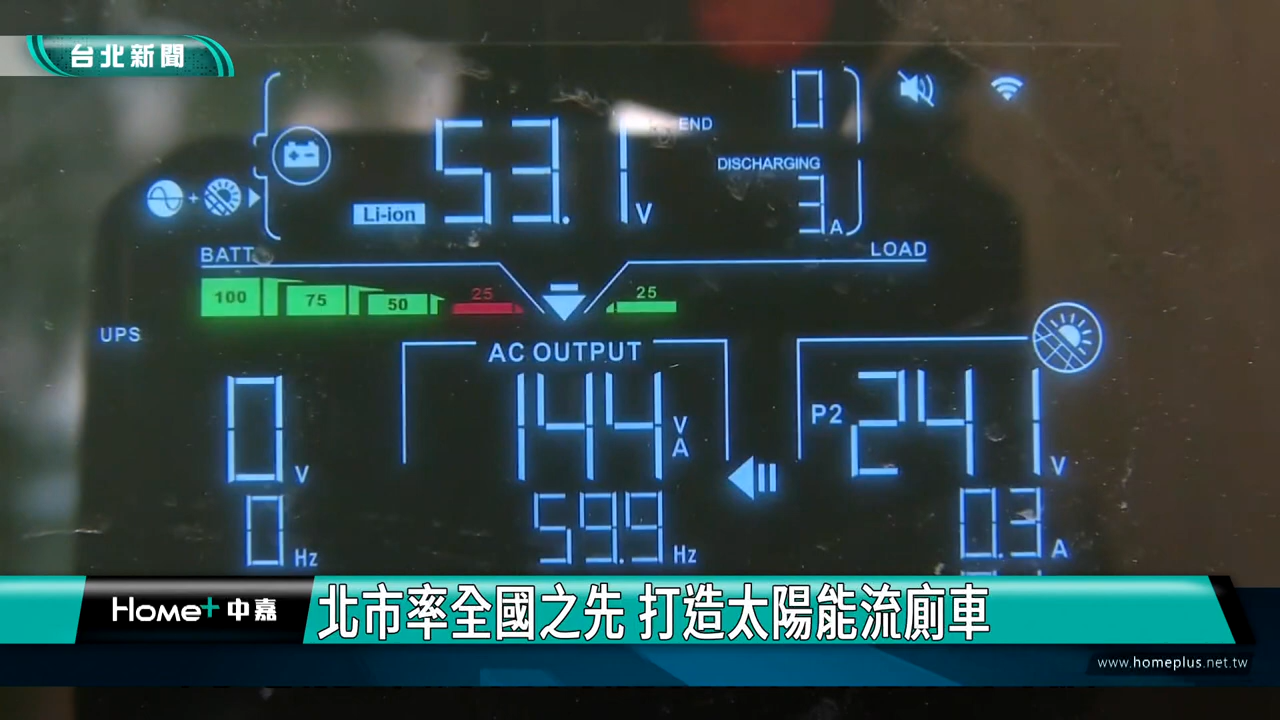 台北新聞
END
0
DISCHARGING
Li-ion
53.1 V
3 A
BATT
LOAD
100
75
50
25
25
UPS
AC OUTPUT
0 V
144 VA
P2 241 V
0 Hz
59.9 Hz
0.3 A
Home+ 中嘉
北市率全國之先 打造太陽能流廁車
www.homeplus.net.tw